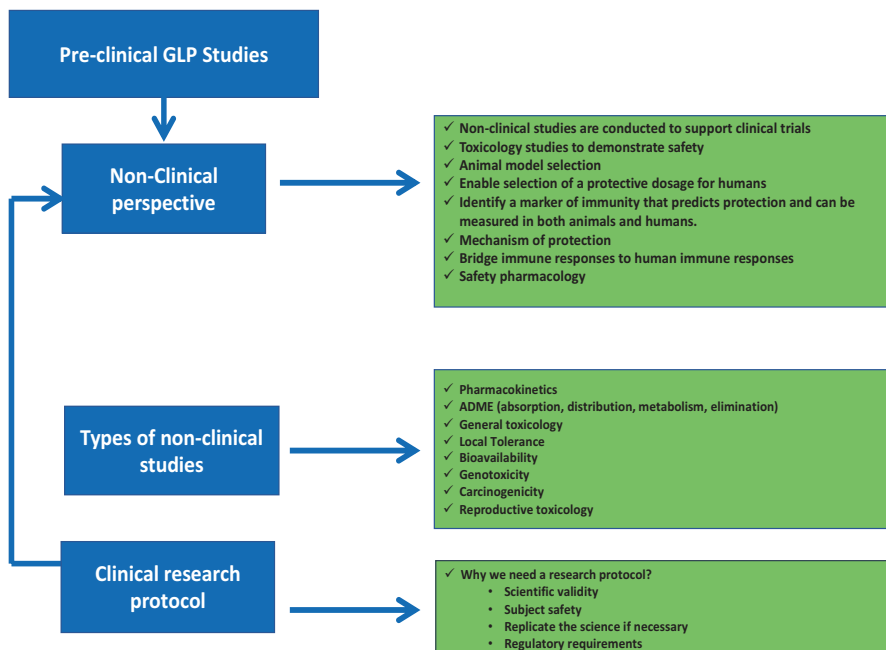 Pre-clinical GLP Studies
Non-Clinical
perspective
✓ Non-clinical studies are conducted to support clinical trials
✓ Toxicology studies to demonstrate safety
✓ Animal model selection
✓ Enable selection of a protective dosage for humans
✓ Identify a marker of immunity that predicts protection and can be
measured in both animals and humans.
✓ Mechanism of protection
✓ Bridge immune responses to human immune responses
✓ Safety pharmacology
Types of non-clinical
studies
✓ Pharmacokinetics
✓ ADME (absorption, distribution, metabolism, elimination)
✓ General toxicology
✓ Local Tolerance
✓ Bioavailability
✓ Genotoxicity
✓ Carcinogenicity
✓ Reproductive toxicology
Clinical research
protocol
✓ Why we need a research protocol?
• Scientific validity
• Subject safety
• Replicate the science if necessary
• Regulatory requirements